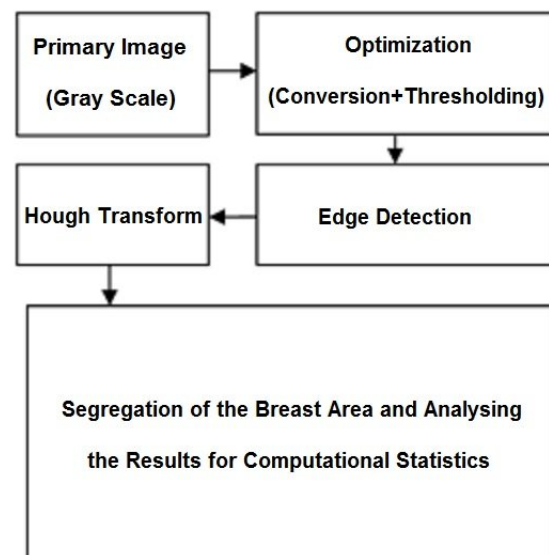 Primary Image
(Gray Scale)
Optimization
(Conversion+Thresholding)
Edge Detection
Hough Transform
Segregation of the Breast Area and Analysing
the Results for Computational Statistics